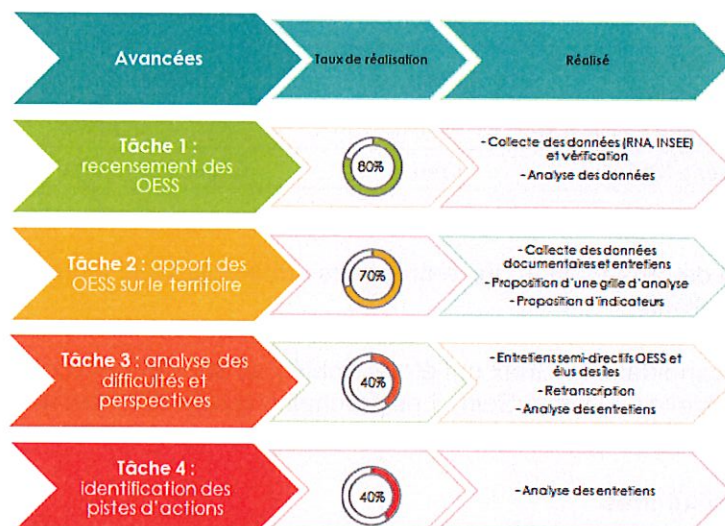 Avancées
Taux de réalisation
Réalisé
Tâche 1 :
recensement des
OESS
80%
- Collecte des données (RNA, INSEE)
et vérification
- Analyse des données
Tâche 2 : apport des
OESS sur le territoire
70%
- Collecte des données
documentaires et entretiens
- Proposition d'une grille d'analyse
- Proposition d'indicateurs
Tâche 3 : analyse des
difficultés et
perspectives
40%
- Entretiens semi-directifs OESS et
élus des îles
- Retranscription
- Analyse des entretiens
Tâche 4 :
identification des
pistes d'actions
40%
- Analyse des entretiens